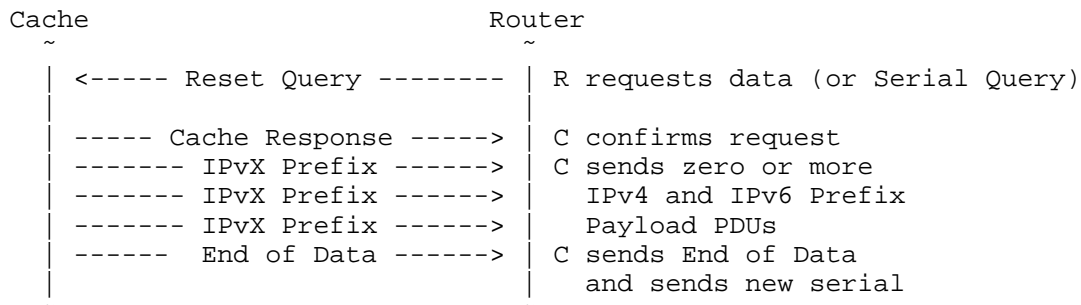 Cache                         Router
  ~                             ~
  | <----- Reset Query -------- | R requests data (or Serial Query)
  |                             |
  | ----- Cache Response -----> | C confirms request
  | ------- IPvX Prefix ------> | C sends zero or more
  | ------- IPvX Prefix ------> |   IPv4 and IPv6 Prefix
  | ------- IPvX Prefix ------> |   Payload PDUs
  | ------  End of Data ------> | C sends End of Data
  |                             |   and sends new serial